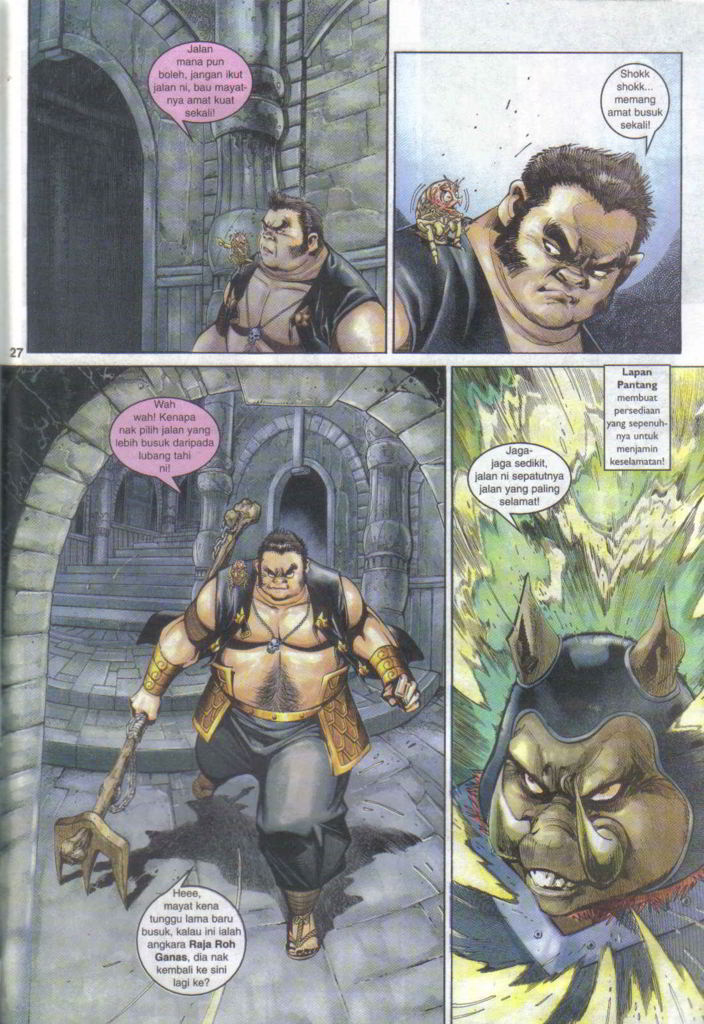 Jalan
mana pun
boleh, jangan ikut
jalan ni, bau mayat-
nya amat kuat
sekali!
Shokk
shokk...
memang
amat busuk
sekali!
27
Wah
wah! Kenapa
nak pilih jalan yang
lebih busuk daripada
lubang tahi
ni!
Heee,
mayat kena
tunggu lama baru
busuk, kalau ini ialah
angkara Raja Roh
Ganas, dia nak
kembali ke sini
lagi ke?
Lapan
Pantang
membuat
persediaan
yang sepenuh-
nya untuk
menjamin
keselamatan!
Jaga-
jaga sedikit,
jalan ni sepatutnya
jalan yang paling
selamat!